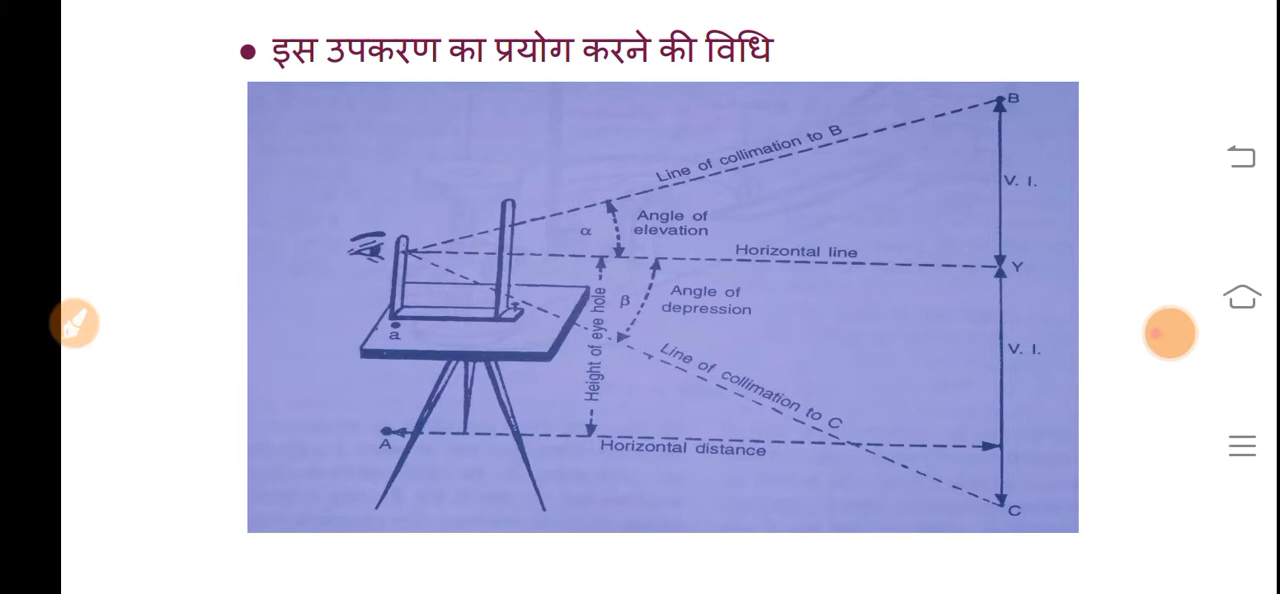 • इस उपकरण का प्रयोग करने की विधि
B
Line of collimation to B
V. I.
α
Angle of
elevation
Horizontal line
Y
β
Angle of
depression
a
Height of eye hole
V. I.
Line of collimation to C
A
Horizontal distance
C